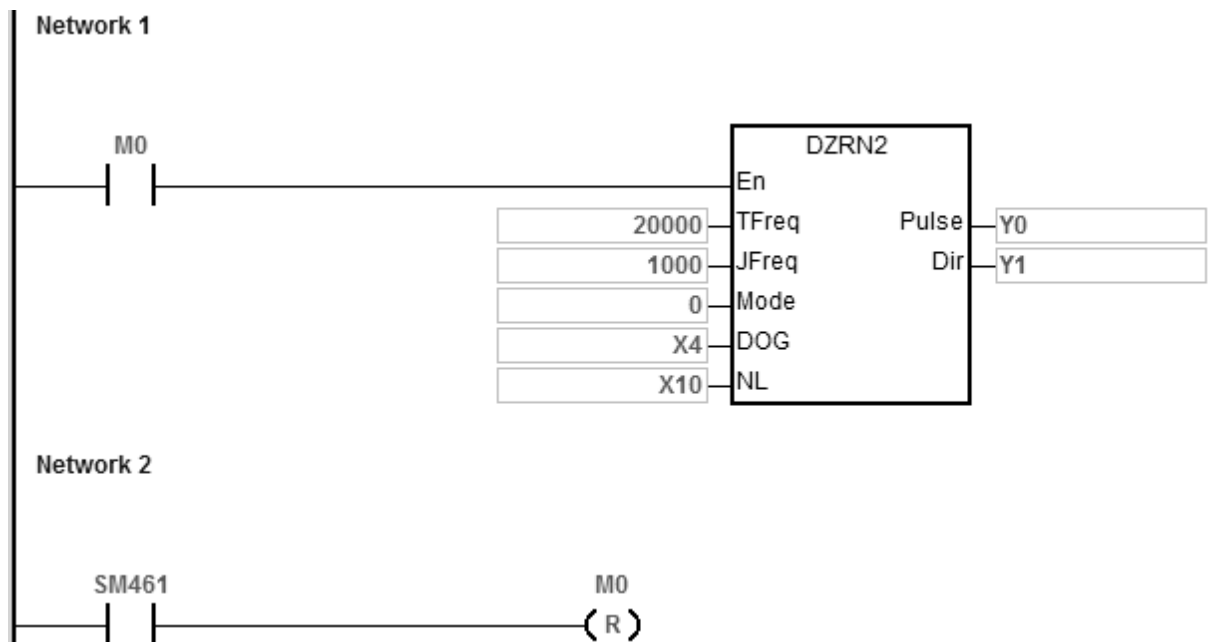 Network 1
M0
DZRN2
En
20000 TFreq Pulse Y0
1000 JFreq Dir Y1
0 Mode
X4 DOG
X10 NL
Network 2
SM461 M0
R